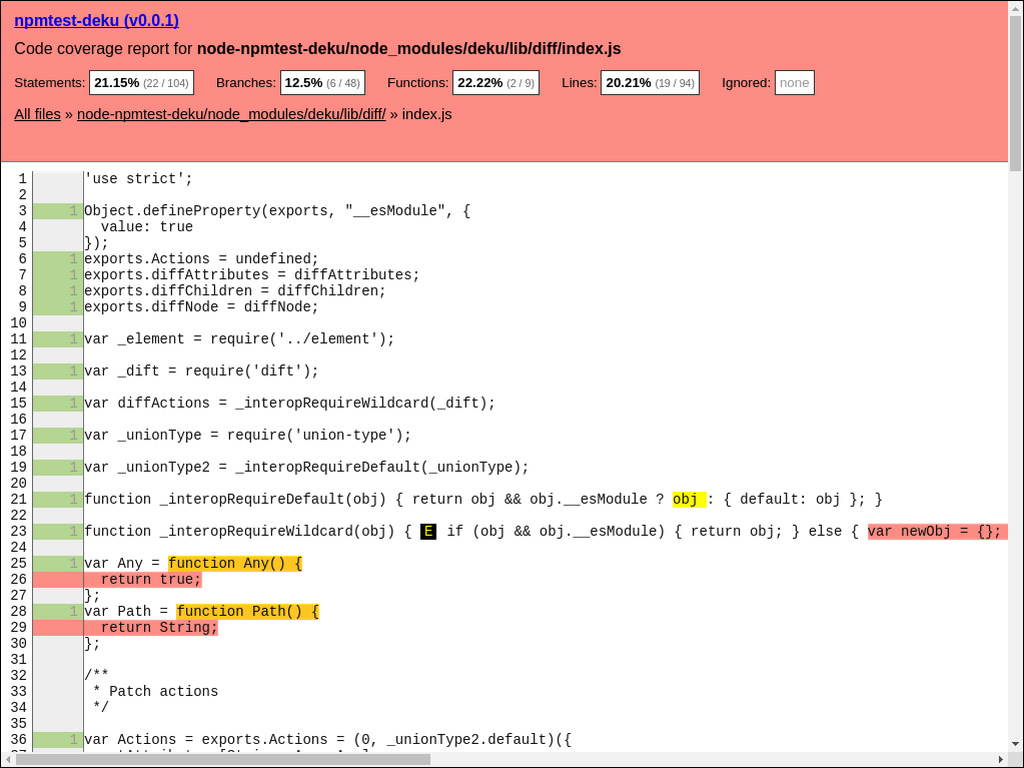 npmtest-deku (v0.0.1)
Code coverage report for node-npmtest-deku/node_modules/deku/lib/diff/index.js
Statements: 21.15% (22 / 104) Branches: 12.5% (6 / 48) Functions: 22.22% (2 / 9) Lines: 20.21% (19 / 94) Ignored: none
All files » node-npmtest-deku/node_modules/deku/lib/diff/ » index.js
1 'use strict';
2
3 1 Object.defineProperty(exports, "__esModule", {
4 value: true
5 });
6 1 exports.Actions = undefined;
7 1 exports.diffAttributes = diffAttributes;
8 1 exports.diffChildren = diffChildren;
9 1 exports.diffNode = diffNode;
10
11 1 var _element = require('../element');
12
13 1 var _dift = require('dift');
14
15 1 var diffActions = _interopRequireWildcard(_dift);
16
17 1 var _unionType = require('union-type');
18
19 1 var _unionType2 = _interopRequireDefault(_unionType);
20
21 1 function _interopRequireDefault(obj) { return obj && obj.__esModule ? obj : { default: obj }; }
22
23 1 function _interopRequireWildcard(obj) { E if (obj && obj.__esModule) { return obj; } else { var newObj = {};
24
25 1 var Any = function Any() {
26 return true;
27 };
28 1 var Path = function Path() {
29 return String;
30 };
31
32 /**
33 * Patch actions
34 */
35
36 1 var Actions = exports.Actions = (0, _unionType2.default)({